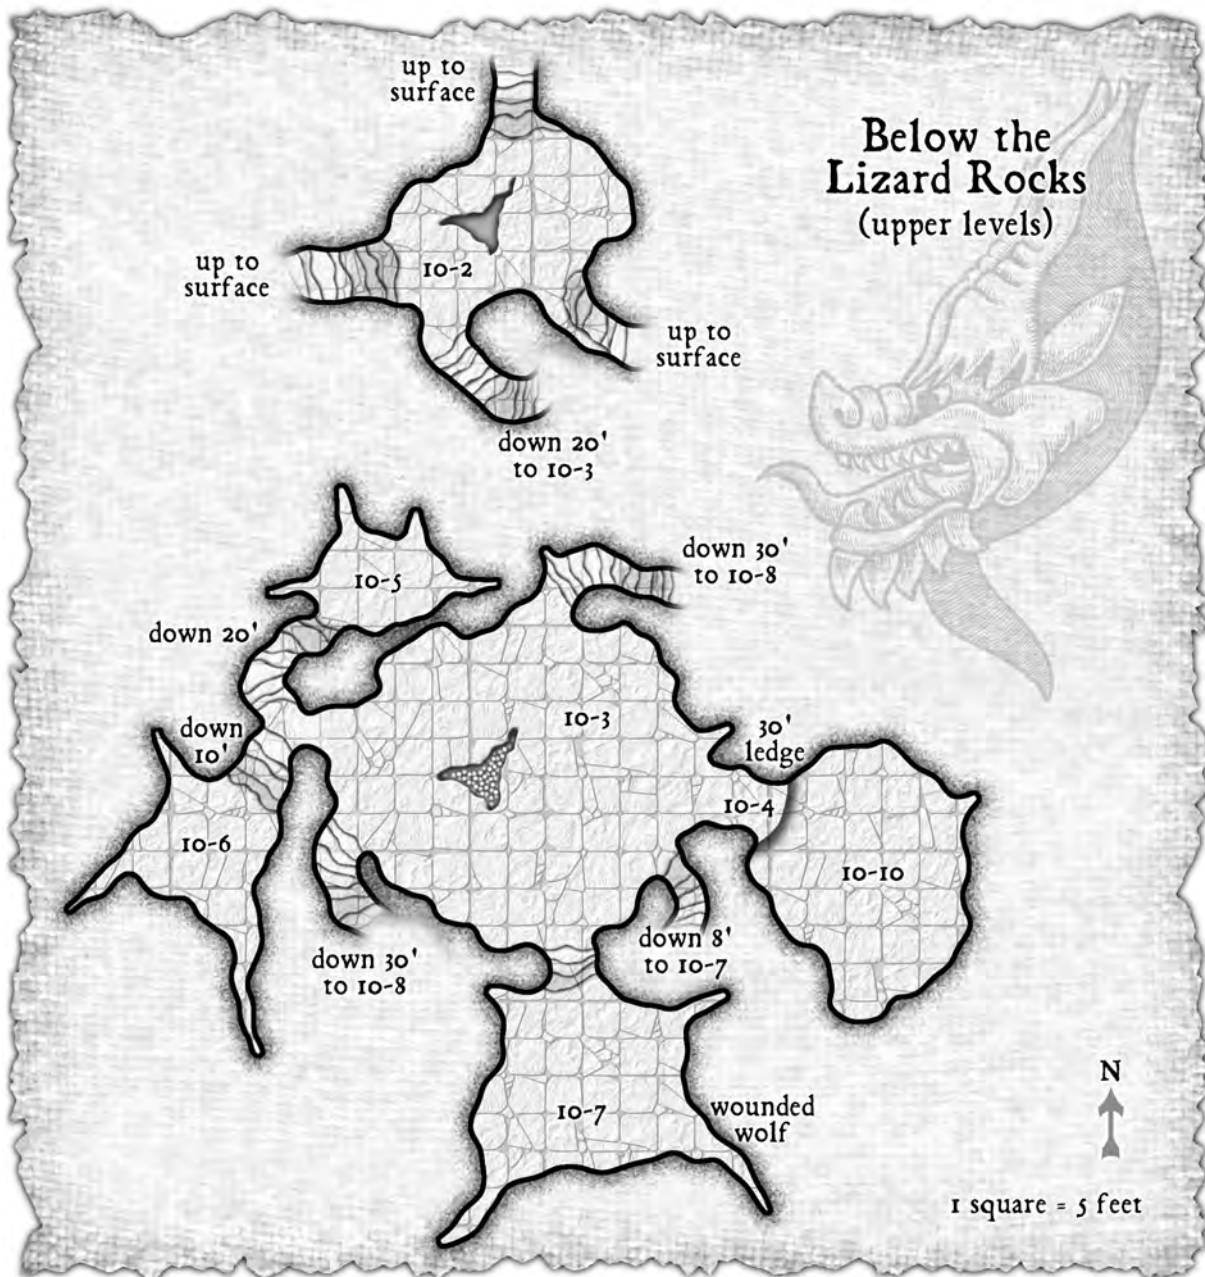 up to
surface
Below the
Lizard Rocks
(upper levels)
up to
surface
10-2
up to
surface
down 20'
to 10-3
down 30'
to 10-8
10-5
down 20'
down
10'
10-3
30'
ledge
10-4
10-6
10-10
down 30'
to 10-8
down 8'
to 10-7
N
10-7
wounded
wolf
1 square = 5 feet